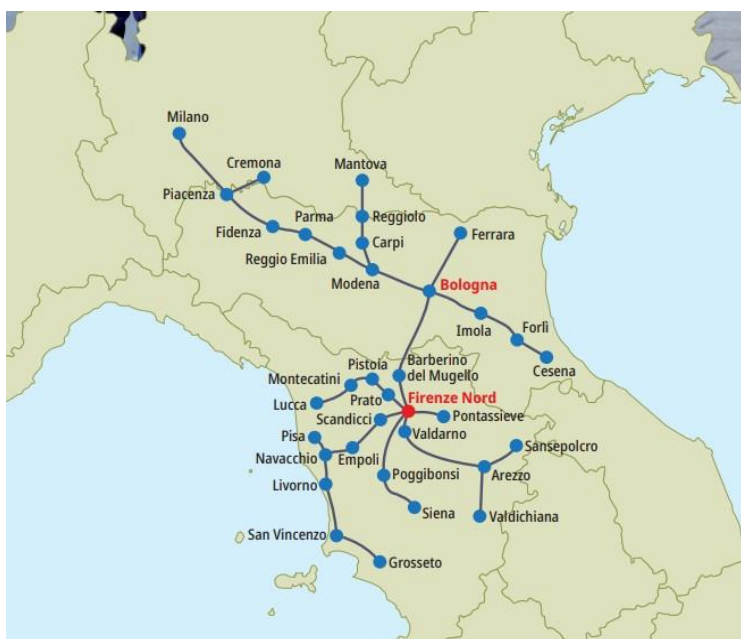 Milano
Cremona
Mantova
Piacenza
Parma
Reggiolo
Fidenza
Ferrara
Carpi
Reggio Emilia
Modena
Bologna
Imola
Forlì
Cesena
Barberino
del Mugello
Pistoia
Montecatini
Prato
Firenze Nord
Lucca
Scandicci
Pontassieve
Pisa
Valdarno
Sansepolcro
Navacchio
Empoli
Poggibonsi
Arezzo
Livorno
Siena
Valdichiana
San Vincenzo
Grosseto